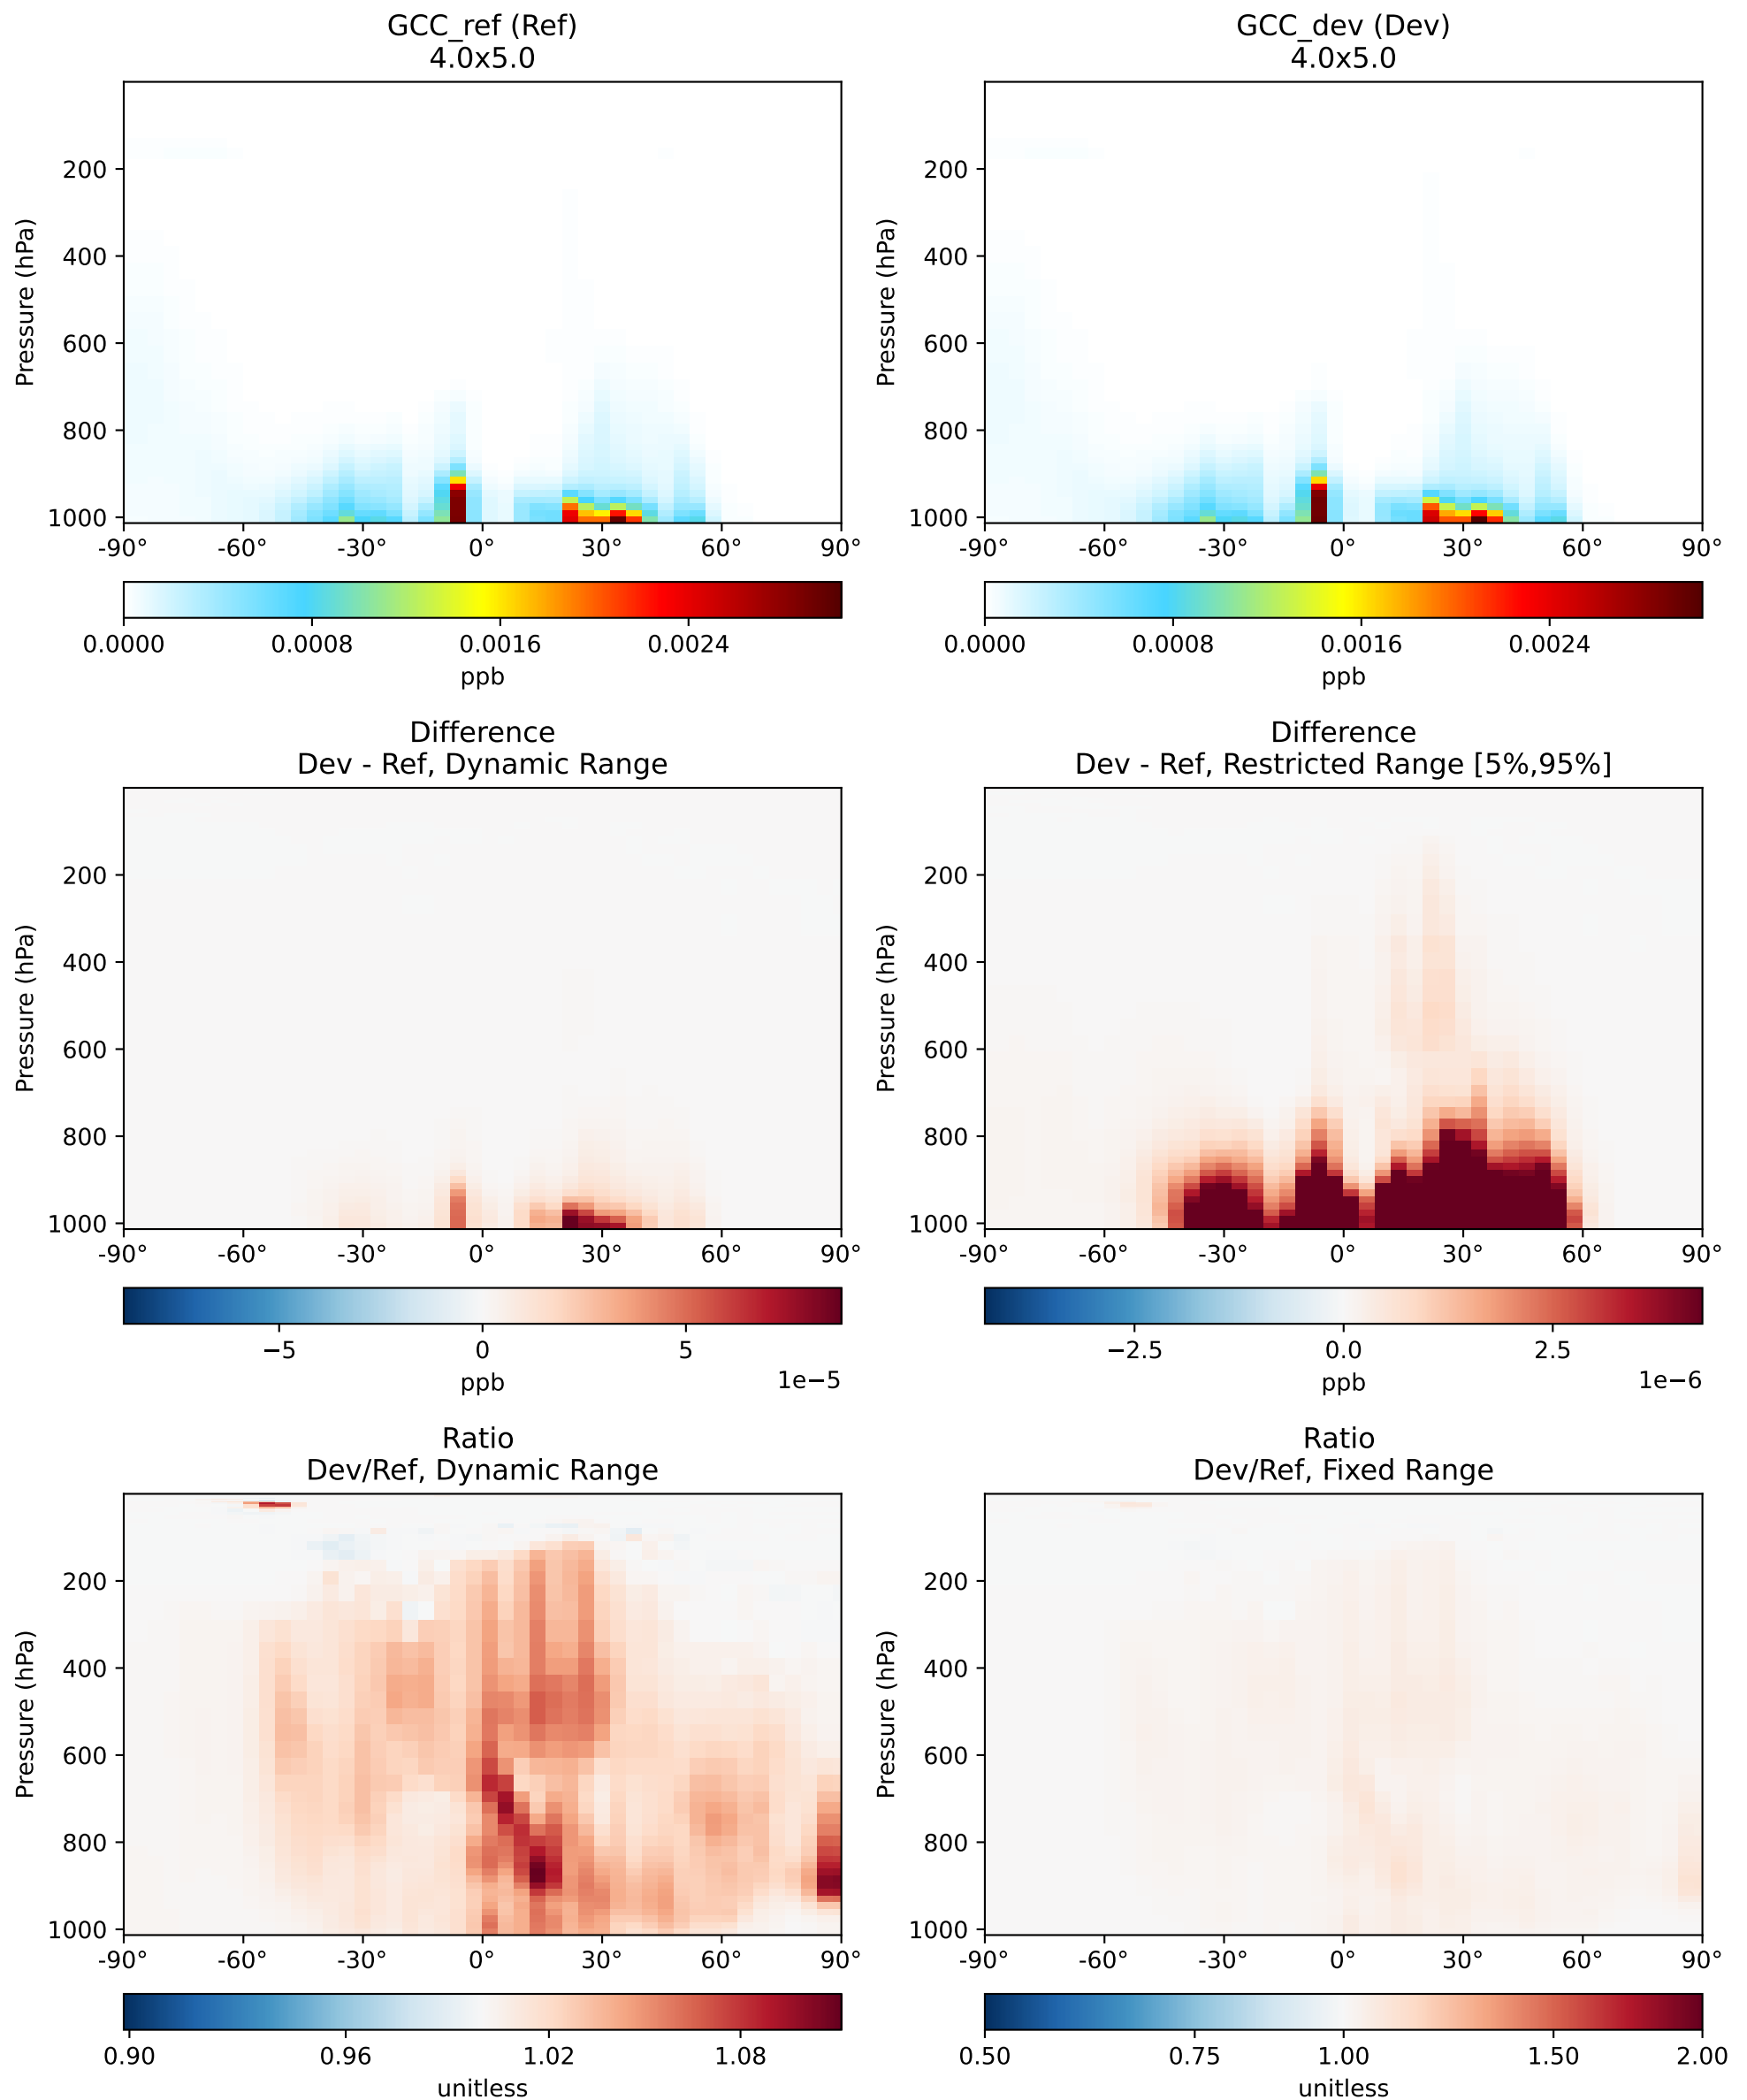 GCC_ref (Ref)
4.0x5.0
GCC_dev (Dev)
4.0x5.0
Pressure (hPa)
200
400
600
800
1000
-90° -60° -30° 0° 30° 60° 90°
Pressure (hPa)
200
400
600
800
1000
-90° -60° -30° 0° 30° 60° 90°
0.0000 0.0008 0.0016 0.0024
ppb
0.0000 0.0008 0.0016 0.0024
ppb
Difference
Dev - Ref, Dynamic Range
Difference
Dev - Ref, Restricted Range [5%,95%]
Pressure (hPa)
200
400
600
800
1000
-90° -60° -30° 0° 30° 60° 90°
Pressure (hPa)
200
400
600
800
1000
-90° -60° -30° 0° 30° 60° 90°
−5 0 5
1e−5
ppb
−2.5 0.0 2.5
1e−6
ppb
Ratio
Dev/Ref, Dynamic Range
Ratio
Dev/Ref, Fixed Range
Pressure (hPa)
200
400
600
800
1000
-90° -60° -30° 0° 30° 60° 90°
Pressure (hPa)
200
400
600
800
1000
-90° -60° -30° 0° 30° 60° 90°
0.90 0.96 1.02 1.08
unitless
0.50 0.75 1.00 1.50 2.00
unitless